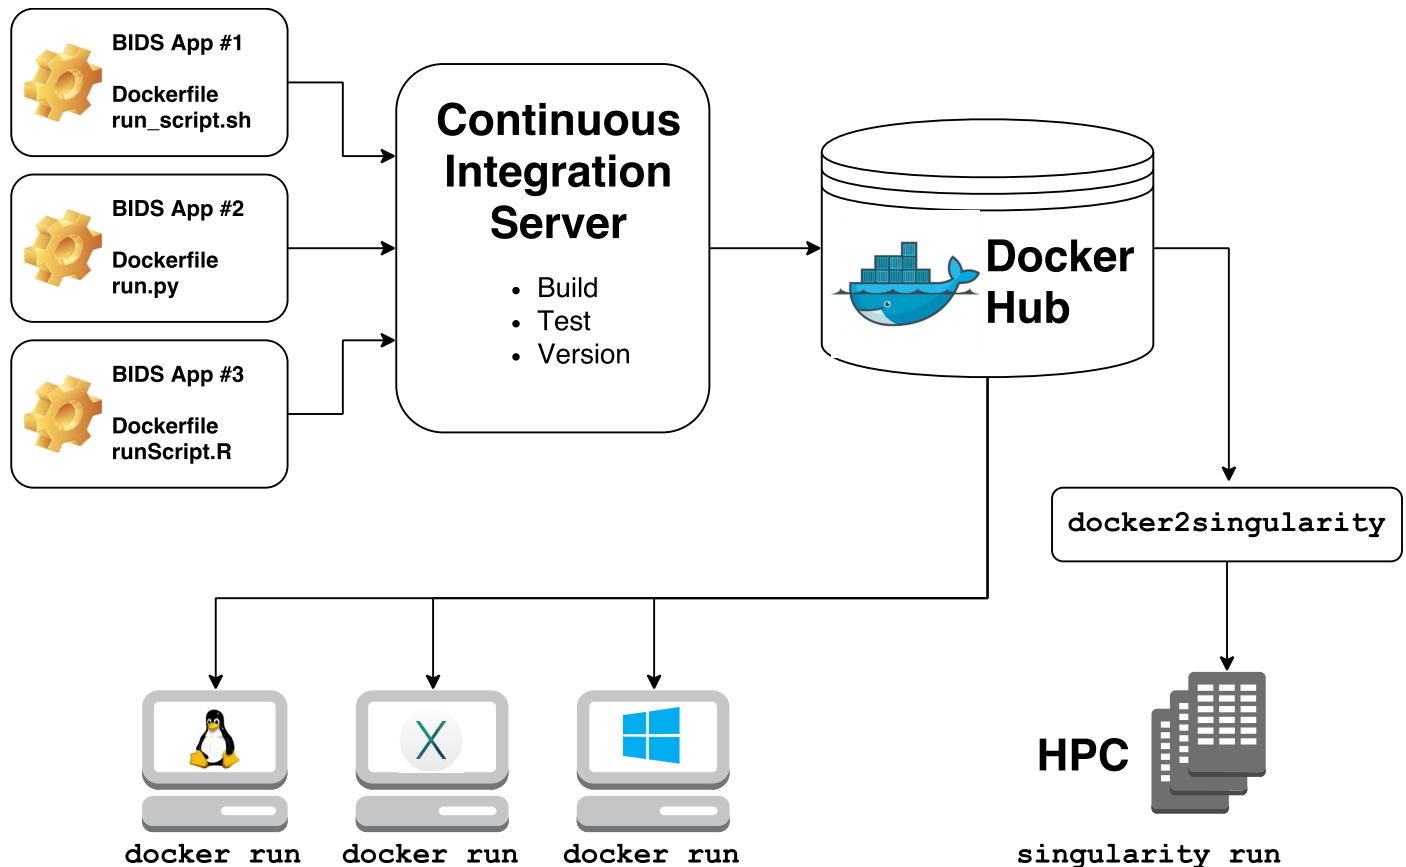 BIDS App #1
Dockerfile
run_script.sh
BIDS App #2
Dockerfile
run.py
BIDS App #3
Dockerfile
runScript.R
Continuous
Integration
Server
• Build
• Test
• Version
Docker
Hub
docker2singularity
X
HPC
docker run
docker run
docker run
singularity run